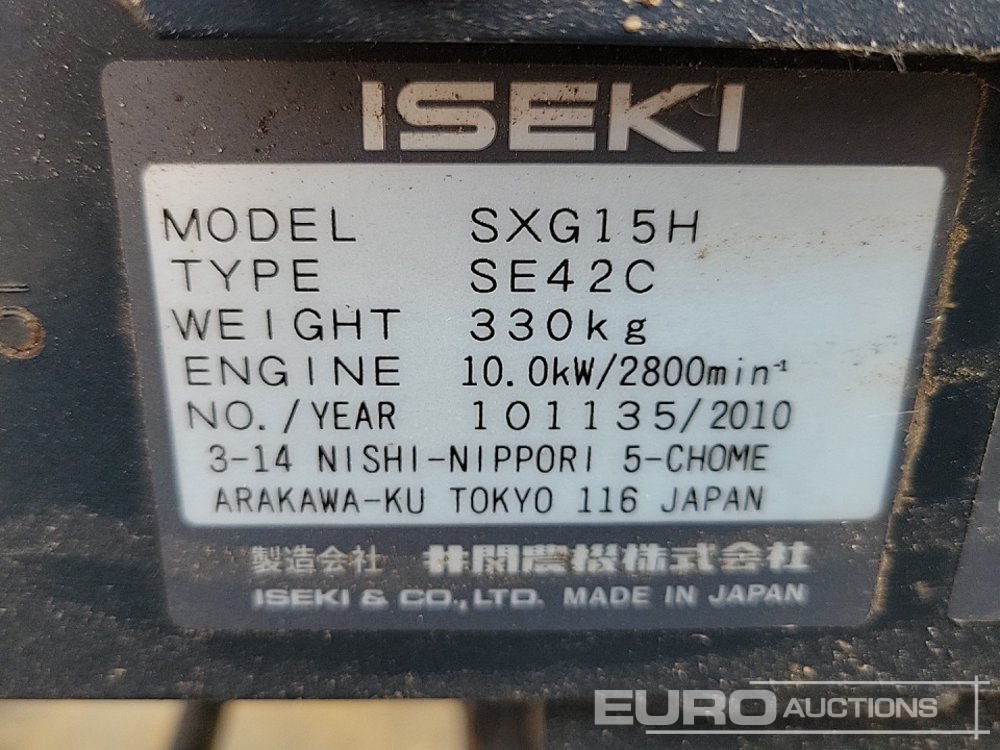 ISEKI
MODEL SXG15H
TYPE SE42C
WEIGHT 330kg
ENGINE 10.0kW/2800min⁻¹
NO./YEAR 101135/2010
3-14 NISHI-NIPPORI 5-CHOME
ARAKAWA-KU TOKYO 116 JAPAN
製造会社 井関農機株式会社
ISEKI & CO.,LTD. MADE IN JAPAN
EURO AUCTIONS